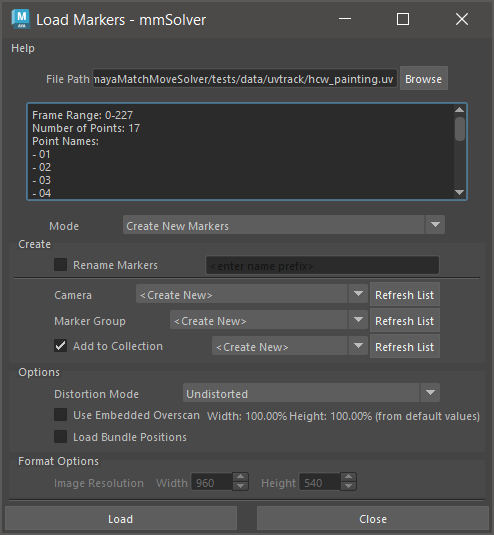 Load Markers - mmSolver
Help
File Path nayaMatchMoveSolver/tests/data/uvtrack/hcw_painting.uv Browse
Frame Range: 0-227
Number of Points: 17
Point Names:
- 01
- 02
- 03
- 04
Mode Create New Markers
Create
Rename Markers <enter name prefix>
Camera <Create New> Refresh List
Marker Group <Create New> Refresh List
Add to Collection <Create New> Refresh List
Options
Distortion Mode Undistorted
Use Embedded Overscan Width: 100.00% Height: 100.00% (from default values)
Load Bundle Positions
Format Options
Image Resolution Width 960 Height 540
Load Close